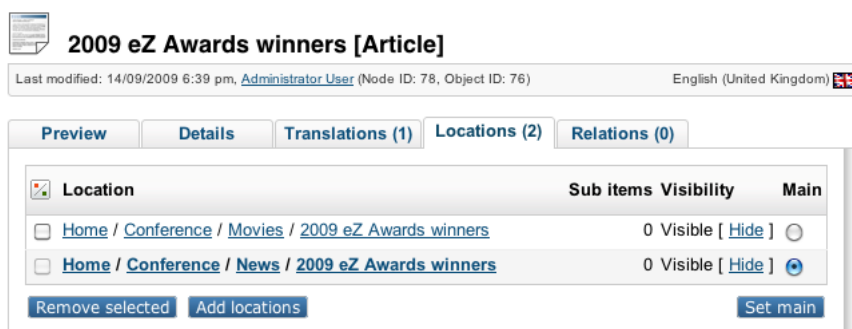 2009 eZ Awards winners [Article]
Last modified: 14/09/2009 6:39 pm, Administrator User (Node ID: 78, Object ID: 76) English (United Kingdom)
Preview Details Translations (1) Locations (2) Relations (0)
Location Sub items Visibility Main
Home / Conference / Movies / 2009 eZ Awards winners 0 Visible [ Hide ]
Home / Conference / News / 2009 eZ Awards winners 0 Visible [ Hide ]
Remove selected Add locations Set main